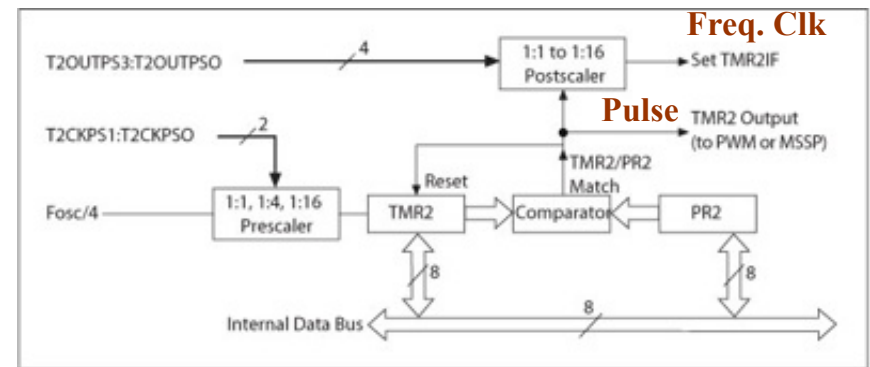 Freq. Clk
T2OUTPS3:T2OUTPSO
4
1:1 to 1:16
Postscaler
Set TMR2IF
Pulse
TMR2 Output
(to PWM or MSSP)
T2CKPS1:T2CKPSO
2
TMR2/PR2
Match
Reset
Fosc/4
1:1, 1:4, 1:16
Prescaler
TMR2
Comparator
PR2
8
8
Internal Data Bus
8